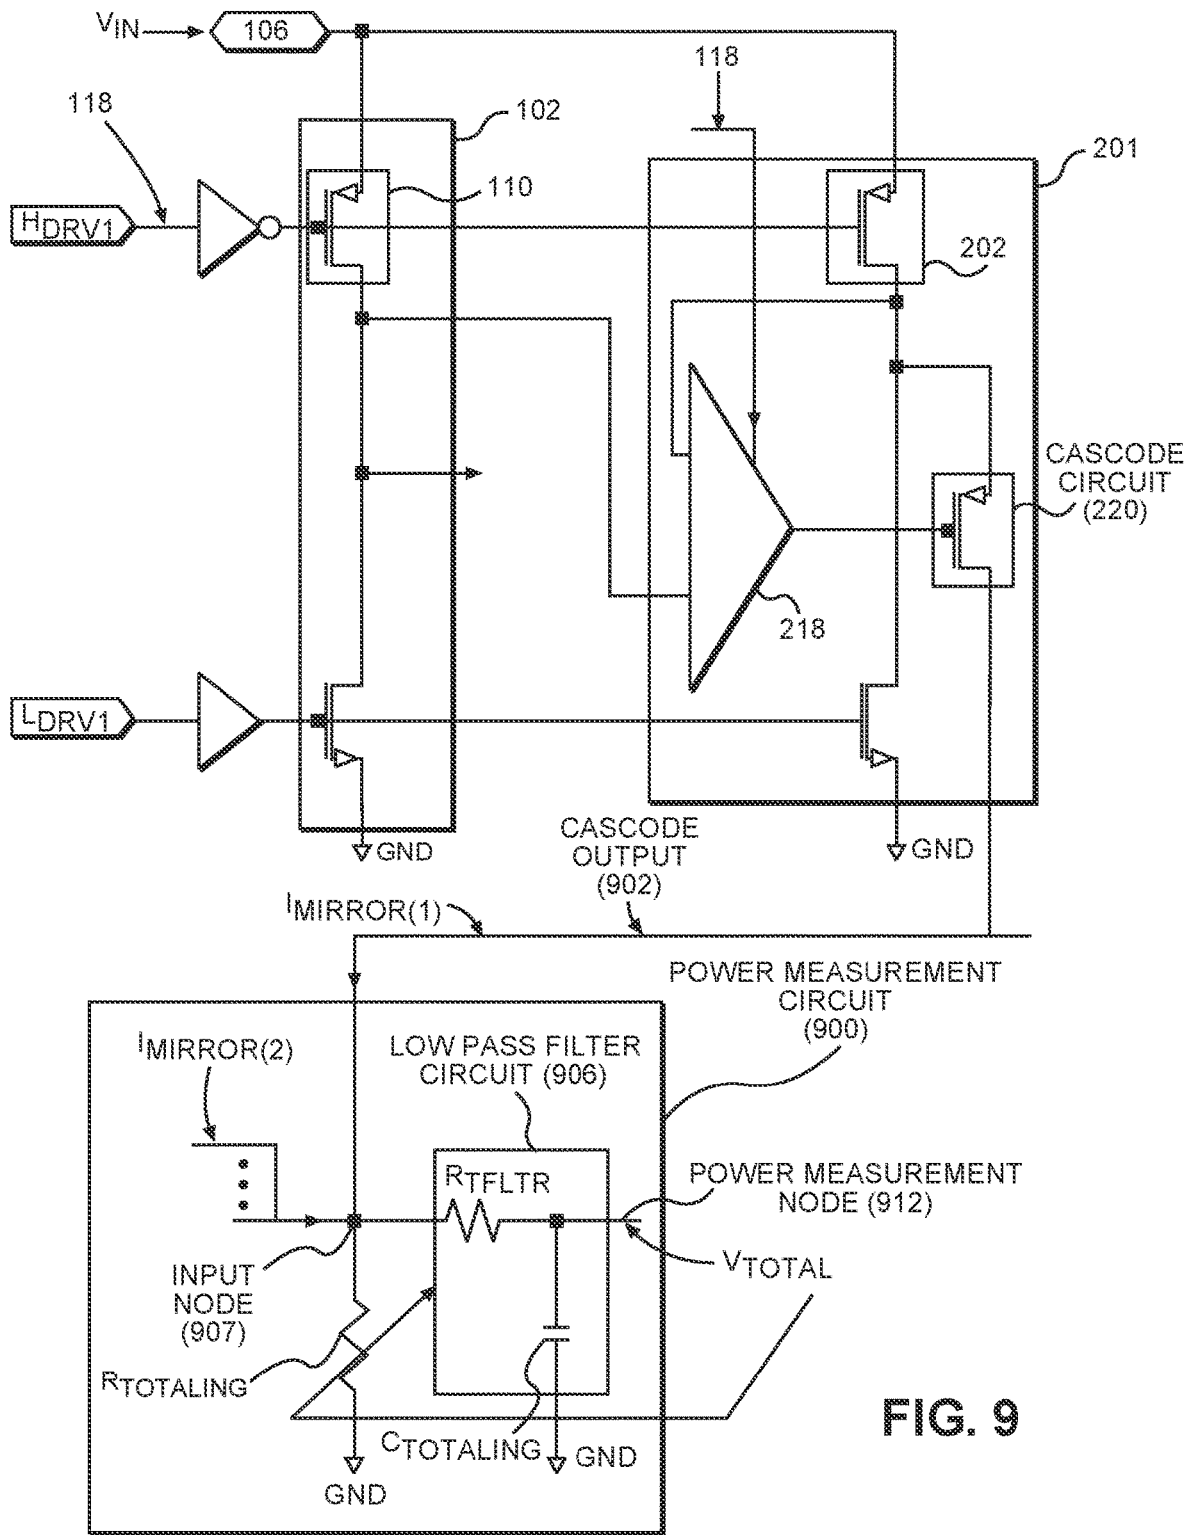 VIN
106
118
118
102
201
HDRV1
110
202
CASCODE
CIRCUIT
(220)
218
LDRV1
GND
GND
CASCODE
OUTPUT
(902)
IMIRROR(1)
POWER MEASUREMENT
CIRCUIT
(900)
IMIRROR(2)
LOW PASS FILTER
CIRCUIT (906)
RTFLTR
POWER MEASUREMENT
NODE (912)
VTOTAL
INPUT
NODE
(907)
RTOTALING
CTOTALING
GND
GND
FIG. 9